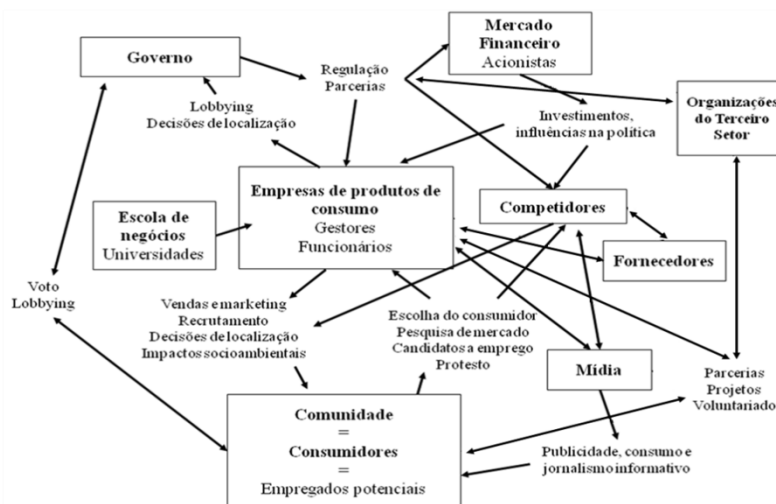 Governo
Regulação
Parcerias
Mercado
Financeiro
Acionistas
Lobbying
Decisões de localização
Investimentos,
influências na política
Organizações
do Terceiro
Setor
Empresas de produtos de
consumo
Gestores
Funcionários
Escola de
negócios
Universidades
Competidores
Fornecedores
Voto
Lobbying
Vendas e marketing
Recrutamento
Decisões de localização
Impactos socioambientais
Escolha do consumidor
Pesquisa de mercado
Candidatos a emprego
Protesto
Mídia
Parcerias
Projetos
Voluntariado
Comunidade
=
Consumidores
=
Empregados potenciais
Publicidade, consumo e
jornalismo informativo